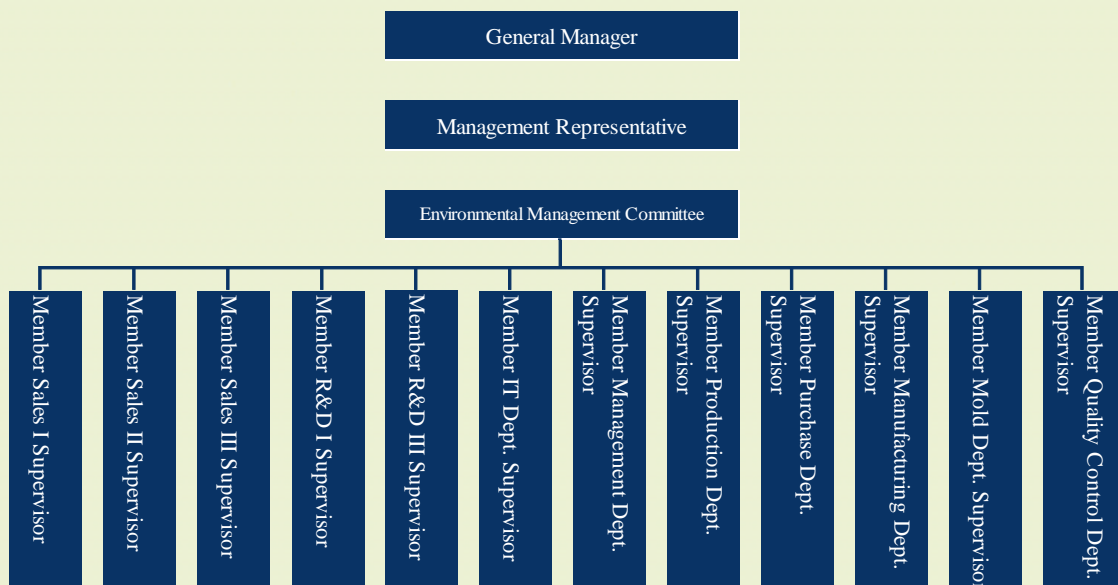 General Manager
Management Representative
Environmental Management Committee
Member Sales I Supervisor
Member Sales II Supervisor
Member Sales III Supervisor
Member R&D I Supervisor
Member R&D III Supervisor
Member IT Dept. Supervisor
Member Management Dept.
Supervisor
Member Production Dept.
Supervisor
Member Purchase Dept.
Supervisor
Member Manufacturing Dept.
Supervisor
Member Mold Dept. Supervisor
Member Quality Control Dept.
Supervisor